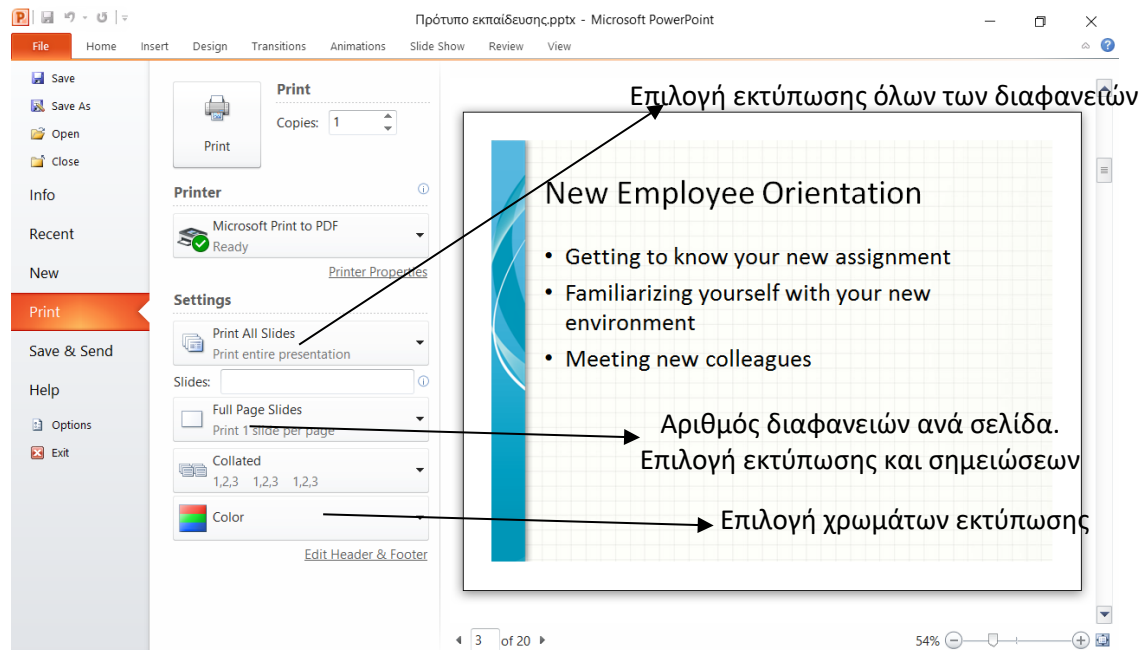 Πρότυπο εκπαίδευσης.pptx - Microsoft PowerPoint
File Home Insert Design Transitions Animations Slide Show Review View
Save
Save As
Open
Close
Info
Recent
New
Print
Save & Send
Help
Options
Exit
Print
Print
Copies: 1
Printer
Microsoft Print to PDF
Ready
Printer Properties
Settings
Print All Slides
Print entire presentation
Slides:
Full Page Slides
Print 1 slide per page
Collated
1,2,3 1,2,3 1,2,3
Color
Edit Header & Footer
Επιλογή εκτύπωσης όλων των διαφανειών
New Employee Orientation
• Getting to know your new assignment
• Familiarizing yourself with your new
environment
• Meeting new colleagues
Αριθμός διαφανειών ανά σελίδα.
Επιλογή εκτύπωσης και σημειώσεων
Επιλογή χρωμάτων εκτύπωσης
3 of 20
54%